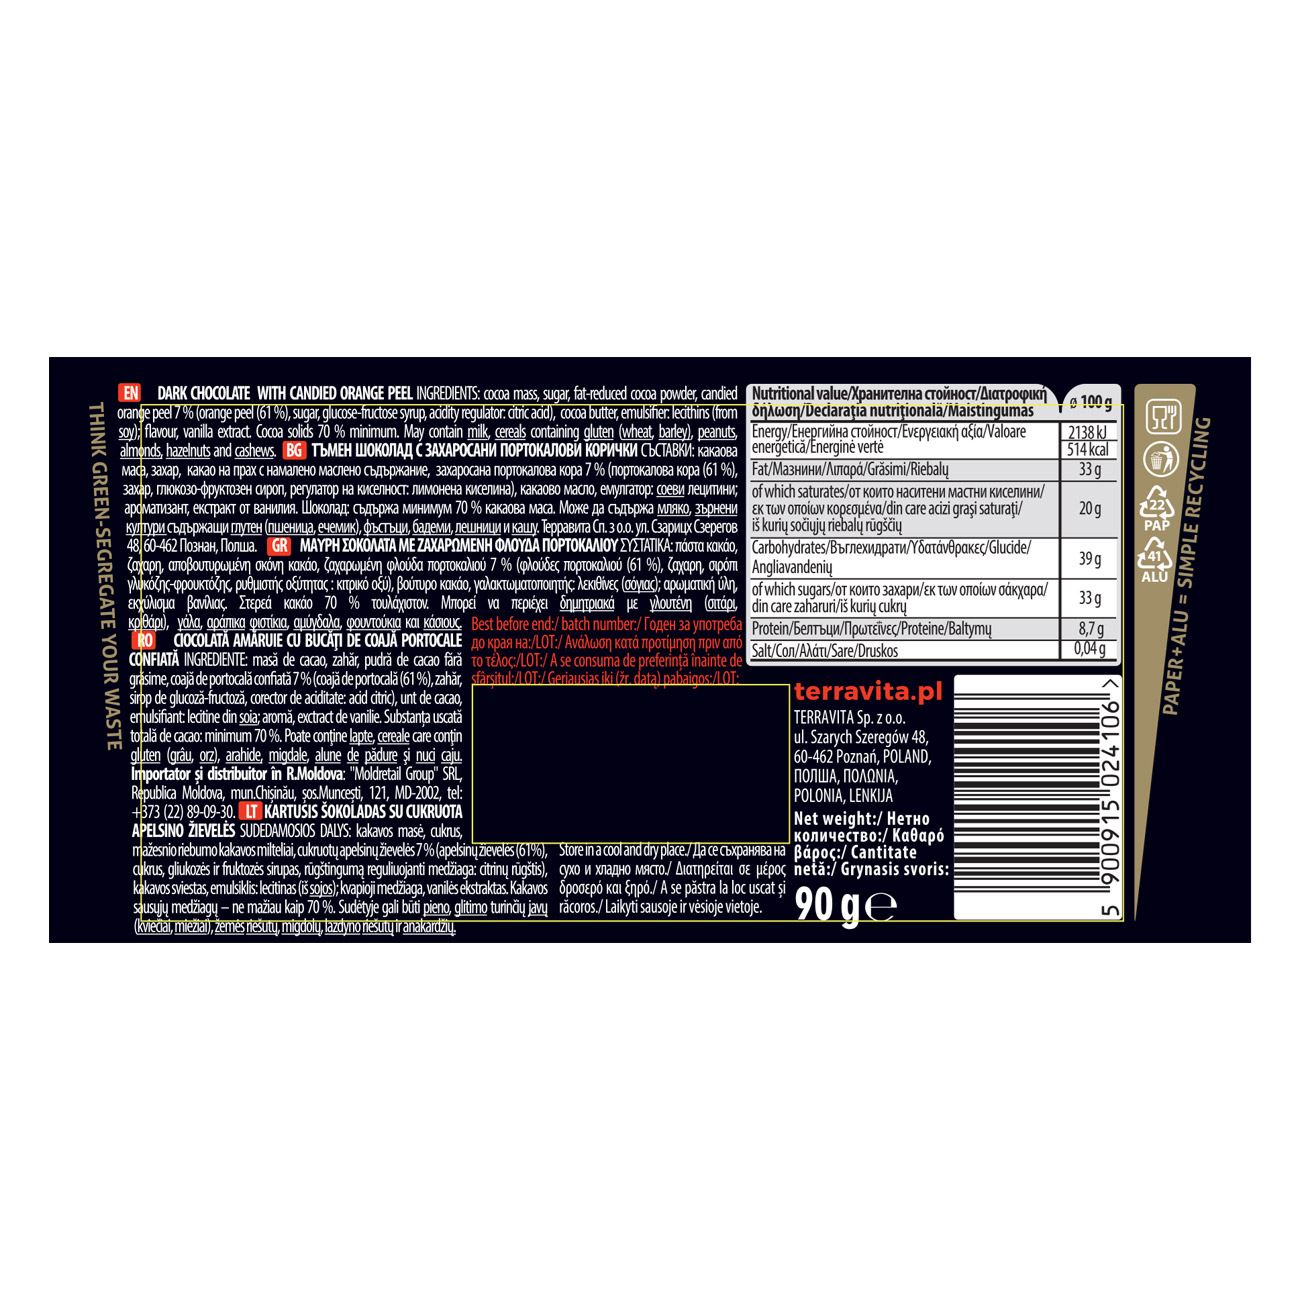 THINK GREEN-SEGREGATE YOUR WASTE
EN DARK CHOCOLATE WITH CANDIED ORANGE PEEL INGREDIENTS: cocoa mass, sugar, fat-reduced cocoa powder, candied
orange peel 7 % (orange peel (61 %), sugar, glucose-fructose syrup, acidity regulator: citric acid), cocoa butter, emulsifier: lecithins (from
soy); flavour, vanilla extract. Cocoa solids 70 % minimum. May contain milk, cereals containing gluten (wheat, barley), peanuts,
almonds, hazelnuts and cashews. BG ТЪМЕН ШОКОЛАД С ЗАХАРОСАНИ ПОРТОКАЛОВИ КОРИЧКИ СЪСТАВКИ: какаова
маса, захар, какао на прах с намалено маслено съдържание, захаросана портокалова кора 7 % (портокалова кора (61 %),
захар, глюкозо-фруктозен сироп, регулатор на киселност: лимонена киселина), какаово масло, емулгатор: соеви лецитини;
ароматизант, екстракт от ванилия. Шоколад: съдържа минимум 70 % какаова маса. Може да съдържа мляко, зърнени
култури съдържащи глутен (пшеница, ечемик), фъстъци, бадеми, лешници и кашу. Терравита Сп. з о.о. ул. Сзарицх Сзерегов
48, 60-462 Познан, Полша. GR ΜΑΥΡΗ ΣΟΚΟΛΑΤΑ ΜΕ ΖΑΧΑΡΩΜΕΝΗ ΦΛΟΥΔΑ ΠΟΡΤΟΚΑΛΙΟΥ ΣΥΣΤΑΤΙΚΑ: πάστα κακάο,
ζάχαρη, αποβουτυρωμένη σκόνη κακάο, ζαχαρωμένη φλούδα πορτοκαλιού 7 % (φλούδες πορτοκαλιού (61 %), ζάχαρη, σιρόπι
γλυκόζης-φρουκτόζης, ρυθμιστής οξύτητας : κιτρικό οξύ), βούτυρο κακάο, γαλακτωματοποιητής: λεκιθίνες (σόγιας); αρωματική ύλη,
εκχύλισμα βανίλιας. Στερεά κακάο 70 % τουλάχιστον. Μπορεί να περιέχει δημητριακά με γλουτένη (σιτάρι,
κριθάρι), γάλα, αράπικα φιστίκια, αμύγδαλα, φουντούκια και κάσιους.
RO CIOCOLATĂ AMĂRUIE CU BUCĂȚI DE COAJĂ PORTOCALE
CONFIATĂ INGREDIENTE: masă de cacao, zahăr, pudră de cacao fără
grăsime, coajă de portocală confiată 7 % (coajă de portocală (61 %), zahăr,
sirop de glucoză-fructoză, corector de aciditate: acid citric), unt de cacao,
emulsifiant: lecitine din soia; aromă, exctract de vanilie. Substanța uscată
totală de cacao: minimum 70 %. Poate conține lapte, cereale care conțin
gluten (grâu, orz), arahide, migdale, alune de pădure și nuci caju.
Importator și distribuitor în R.Moldova: "Moldretail Group" SRL,
Republica Moldova, mun.Chișinău, șos.Muncești, 121, MD-2002, tel:
+373 (22) 89-09-30. LT KARTUSIS ŠOKOLADAS SU CUKRUOTA
APELSINO ŽIEVELĖS SUDEDAMOSIOS DALYS: kakavos masė, cukrus,
mažesnio riebumo kakavos milteliai, cukruotų apelsinų žievelės 7 % (apelsinų žievelės (61%),
cukrus, gliukozės ir fruktozės sirupas, rūgštingumą reguliuojanti medžiaga: citrinų rūgštis),
kakavos sviestas, emulsiklis: lecitinas (iš sojos); kvapioji medžiaga, vanilės ekstraktas. Kakavos
sausųjų medžiagų – ne mažiau kaip 70 %. Sudėtyje gali būti pieno, glitimo turinčių javų
(kviečiai, miežiai), žemės riešutų, migdolų, lazdyno riešutų ir anakardžių.
Best before end:/ batch number:/ Годен за употреба
до края на:/LOT:/ Ανάλωση κατά προτίμηση πριν από
το τέλος:/LOT:/ A se consuma de preferință înainte de
sfârșitul:/LOT:/ Geriausias iki (žr. datą) pabaigos:/LOT:
Store in a cool and dry place./ Да се съхранява на
сухо и хладно място./ Διατηρείται σε μέρος
δροσερό και ξηρό./ A se păstra la loc uscat și
răcoros./ Laikyti sausoje ir vėsioje vietoje.
Nutritional value/Хранителна стойност/Διατροφική
δήλωση/Declarația nutrițională/Maistingumas
ø 100 g
Energy/Енергийна стойност/Ενεργειακή αξία/Valoare
energetică/Energinė vertė
2138 kJ
514 kcal
Fat/Мазнини/Λιπαρά/Grăsimi/Riebalų 33 g
of which saturates/от които наситени мастни киселини/
εκ των οποίων κορεσμένα/din care acizi grași saturați/
iš kurių sočiųjų riebalų rūgščių
20 g
Carbohydrates/Въглехидрати/Υδατάνθρακες/Glucide/
Angliavandenių
39 g
of which sugars/от които захари/εκ των οποίων σάκχαρα/
din care zaharuri/iš kurių cukrų
33 g
Protein/Белтъци/Πρωτεΐνες/Proteine/Baltymų 8,7 g
Salt/Сол/Αλάτι/Sare/Druskos 0,04 g
terravita.pl
TERRAVITA Sp. z o.o.
ul. Szarych Szeregów 48,
60-462 Poznań, POLAND,
ПОЛША, ΠΟΛΩΝΙΑ,
POLONIA, LENKIJA
Net weight:/ Нетно
количество:/ Καθαρό
βάρος:/ Cantitate
netă:/ Grynasis svoris:
90 g e
5 900915 024106 >
22
PAP
41
ALU
PAPER+ALU = SIMPLE RECYCLING